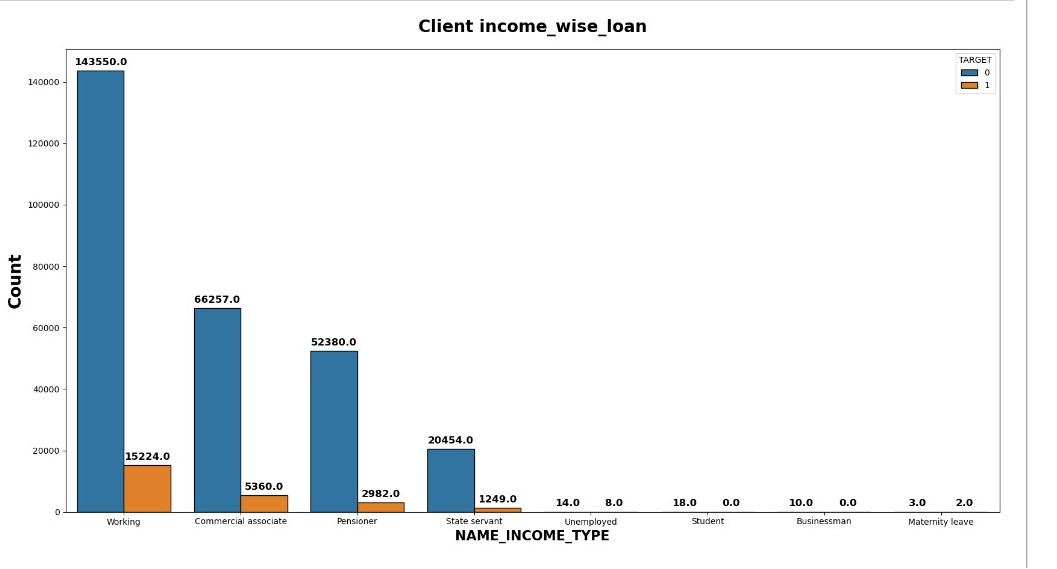 Client income_wise_loan
TARGET
0
1
Count
140000
120000
100000
80000
60000
40000
20000
0
143550.0
15224.0
66257.0
5360.0
52380.0
2982.0
20454.0
1249.0
14.0
8.0
18.0
0.0
10.0
0.0
3.0
2.0
Working
Commercial associate
Pensioner
State servant
Unemployed
Student
Businessman
Maternity leave
NAME_INCOME_TYPE